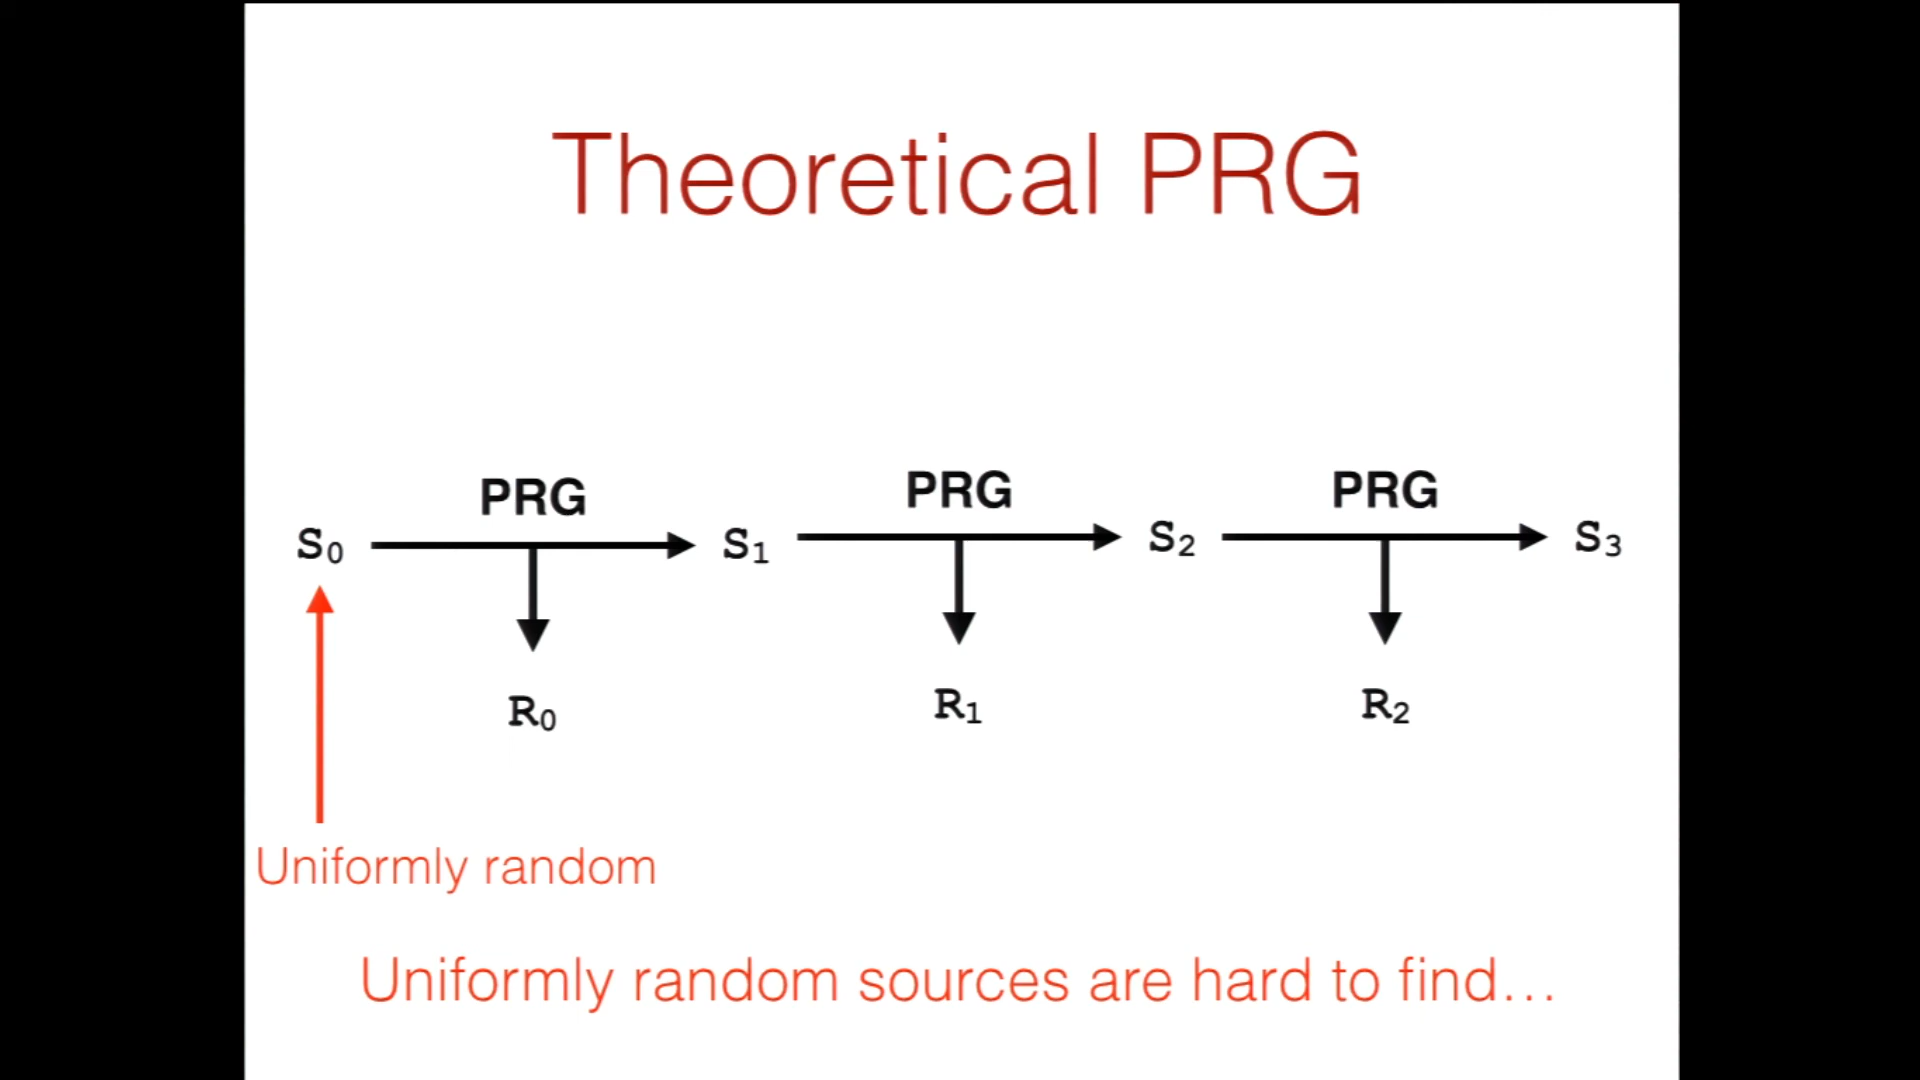 Theoretical PRG
PRG PRG PRG
S₀ S₁ S₂ S₃
R₀ R₁ R₂
Uniformly random
Uniformly random sources are hard to find…